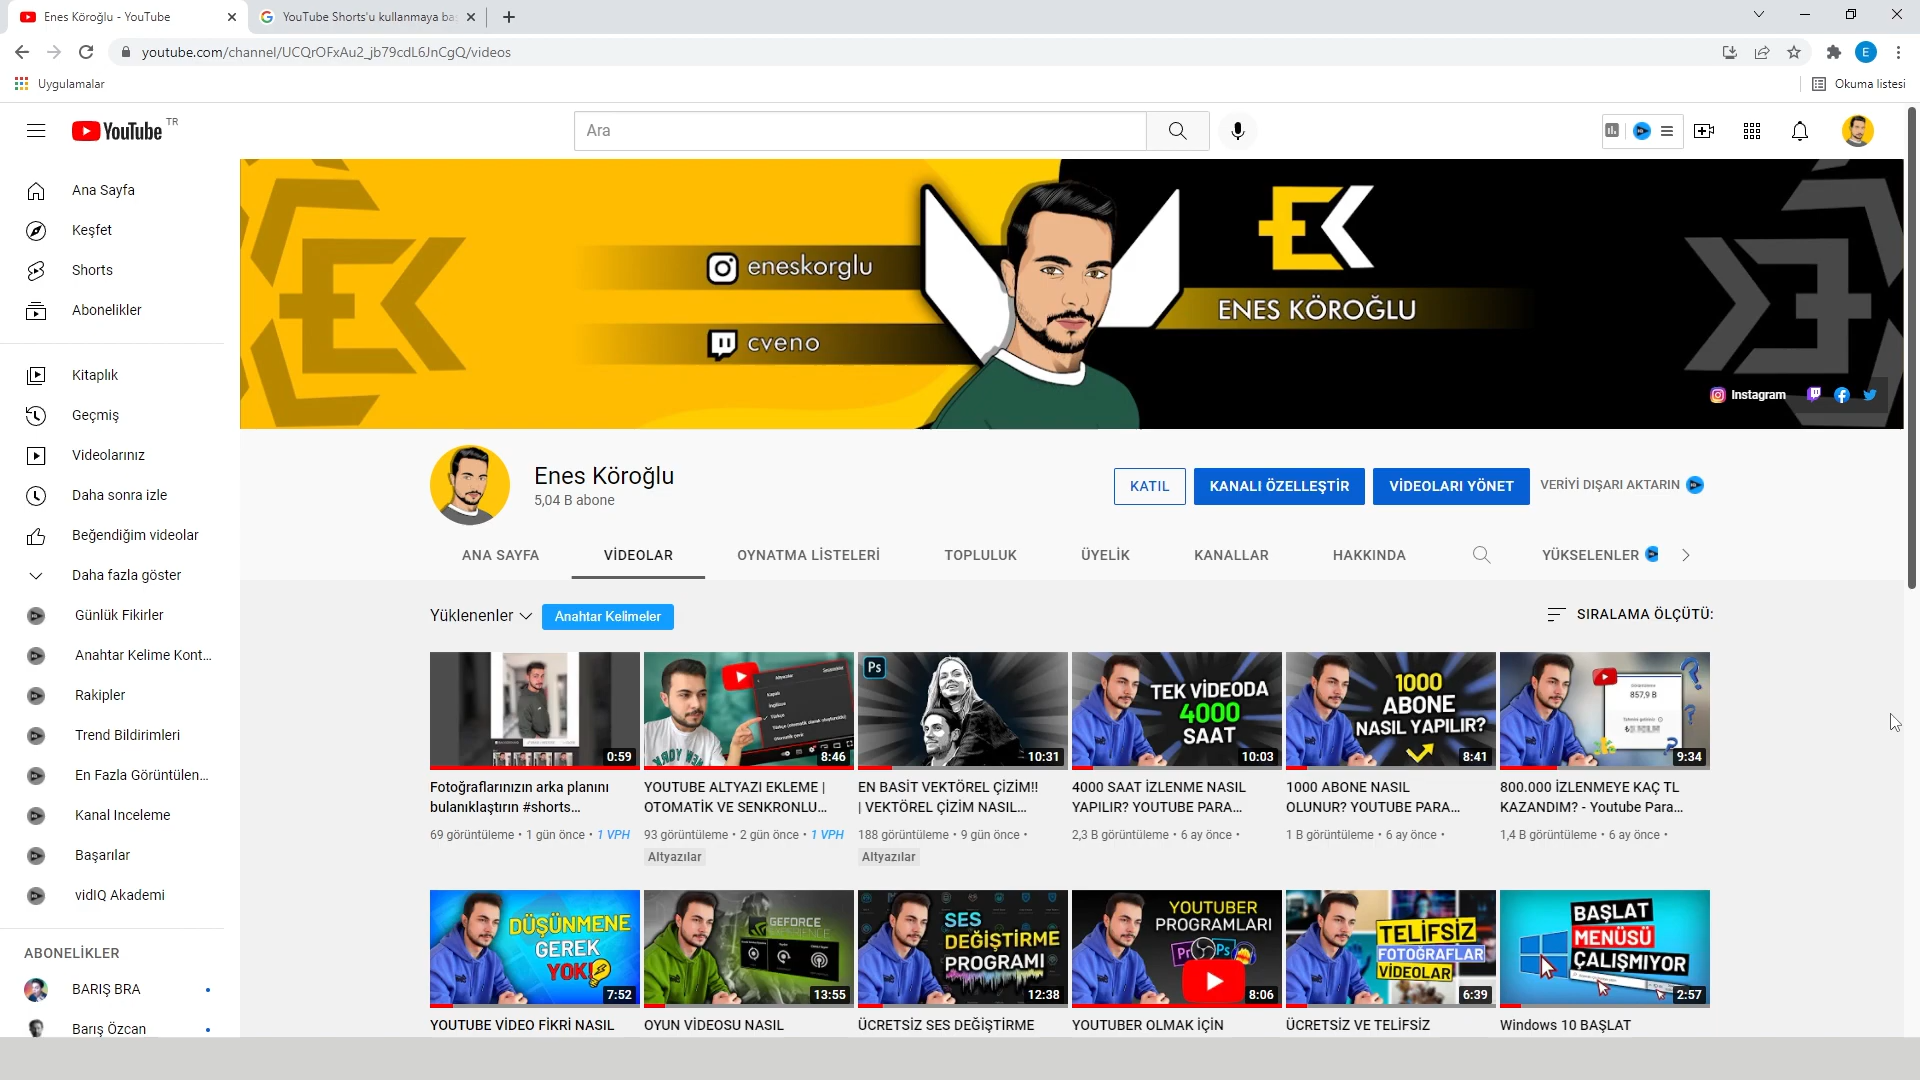 Enes Köroğlu - YouTube
YouTube Shorts'u kullanmaya ba
youtube.com/channel/UCQrOFxAu2_jb79cdL6JnCgQ/videos
E
Uygulamalar
Okuma listesi
YouTube TR
Ara
Ana Sayfa
Keşfet
Shorts
Abonelikler
Kitaplık
Geçmiş
Videolarınız
Daha sonra izle
Beğendiğim videolar
Daha fazla göster
Günlük Fikirler
Anahtar Kelime Kont...
Rakipler
Trend Bildirimleri
En Fazla Görüntülen...
Kanal Inceleme
Başarılar
vidIQ Akademi
ABONELİKLER
BARIŞ BRA
Barış Özcan
EK
eneskorglu
cveno
EK
ENES KÖROĞLU
Instagram
Enes Köroğlu
5,04 B abone
KATIL
KANALI ÖZELLEŞTİR
VİDEOLARI YÖNET
VERİYİ DIŞARI AKTARIN
ANA SAYFA
VİDEOLAR
OYNATMA LİSTELERİ
TOPLULUK
ÜYELİK
KANALLAR
HAKKINDA
YÜKSELENLER
Yüklenenler
Anahtar Kelimeler
SIRALAMA ÖLÇÜTÜ:
0:59
Fotoğraflarınızın arka planını
bulanıklaştırın #shorts...
69 görüntüleme • 1 gün önce • 1 VPH
8:46
YOUTUBE ALTYAZI EKLEME |
OTOMATİK VE SENKRONLU...
93 görüntüleme • 2 gün önce • 1 VPH
Altyazılar
Ps
10:31
EN BASİT VEKTÖREL ÇİZİM!!
| VEKTÖREL ÇİZİM NASIL...
188 görüntüleme • 9 gün önce •
Altyazılar
TEK VİDEODA
4000
SAAT
10:03
4000 SAAT İZLENME NASIL
YAPILIR? YOUTUBE PARA...
2,3 B görüntüleme • 6 ay önce •
1000
ABONE
NASIL YAPILIR?
8:41
1000 ABONE NASIL
OLUNUR? YOUTUBE PARA...
1 B görüntüleme • 6 ay önce •
857,9 B
9:34
800.000 İZLENMEYE KAÇ TL
KAZANDIM? - Youtube Para...
1,4 B görüntüleme • 6 ay önce •
DÜŞÜNMENE
GEREK
YOK!
7:52
YOUTUBE VİDEO FİKRİ NASIL
GEFORCE
13:55
OYUN VİDEOSU NASIL
SES
DEĞİŞTİRME
PROGRAMI
12:38
ÜCRETSİZ SES DEĞİŞTİRME
YOUTUBER
PROGRAMLARI
Pr
Ps
8:06
YOUTUBER OLMAK İÇİN
TELİFSİZ
FOTOĞRAFLAR
VİDEOLAR
6:39
ÜCRETSİZ VE TELİFSİZ
BAŞLAT
MENÜSÜ
ÇALIŞMIYOR
2:57
Windows 10 BAŞLAT